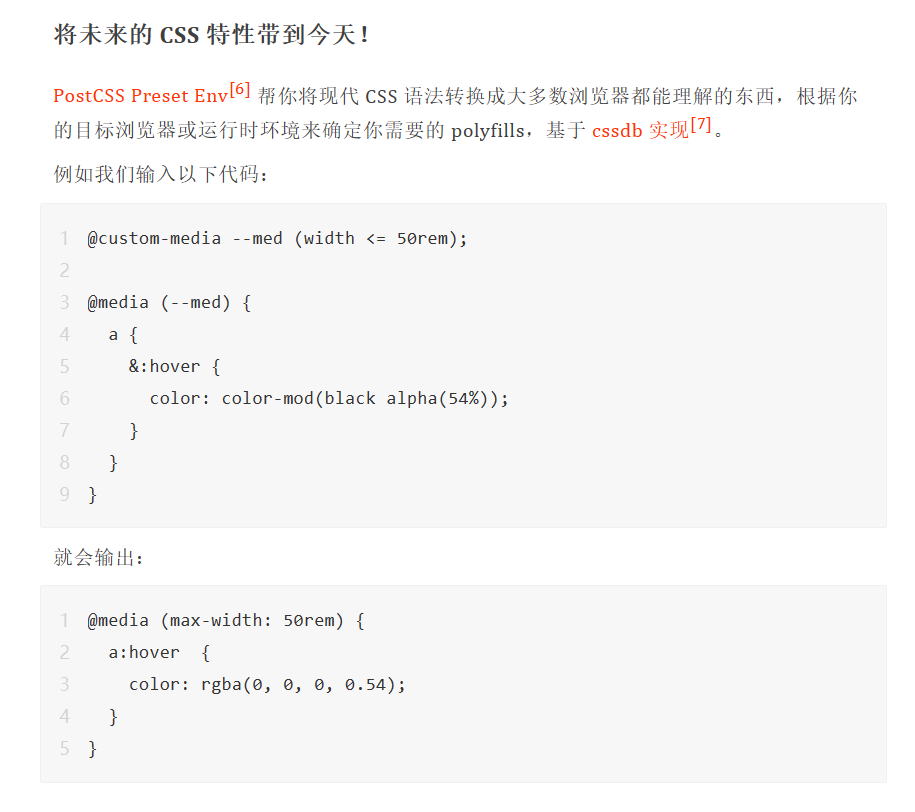 将未来的 CSS 特性带到今天！
PostCSS Preset Env[6] 帮你将现代 CSS 语法转换成大多数浏览器都能理解的东西，根据你
的目标浏览器或运行时环境来确定你需要的 polyfills，基于 cssdb 实现[7]。
例如我们输入以下代码：
1 @custom-media --med (width <= 50rem);
2
3 @media (--med) {
4   a {
5     &:hover {
6       color: color-mod(black alpha(54%));
7     }
8   }
9 }
就会输出：
1 @media (max-width: 50rem) {
2   a:hover  {
3     color: rgba(0, 0, 0, 0.54);
4   }
5 }